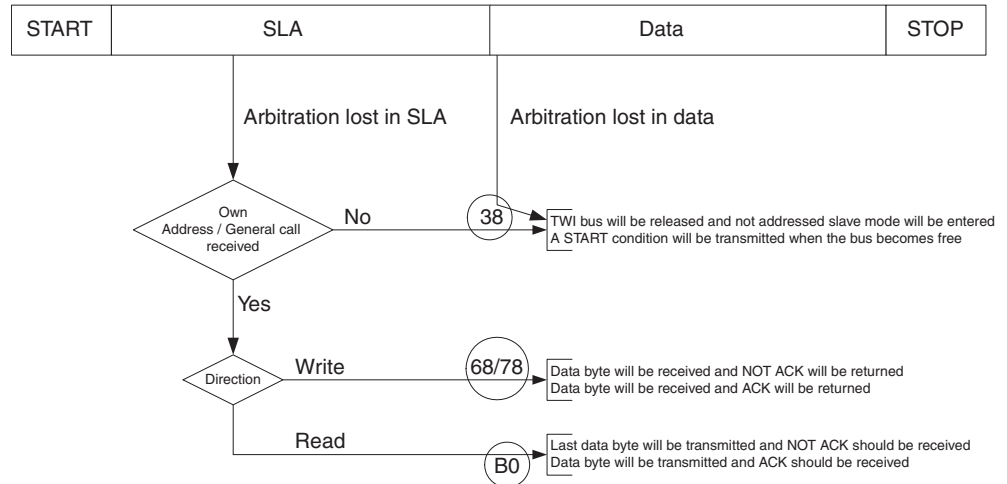 START
SLA
Data
STOP
Arbitration lost in SLA
Arbitration lost in data
Own
Address / General call
received
No
38
TWI bus will be released and not addressed slave mode will be entered
A START condition will be transmitted when the bus becomes free
Yes
Direction
Write
68/78
Data byte will be received and NOT ACK will be returned
Data byte will be received and ACK will be returned
Read
B0
Last data byte will be transmitted and NOT ACK should be received
Data byte will be transmitted and ACK should be received